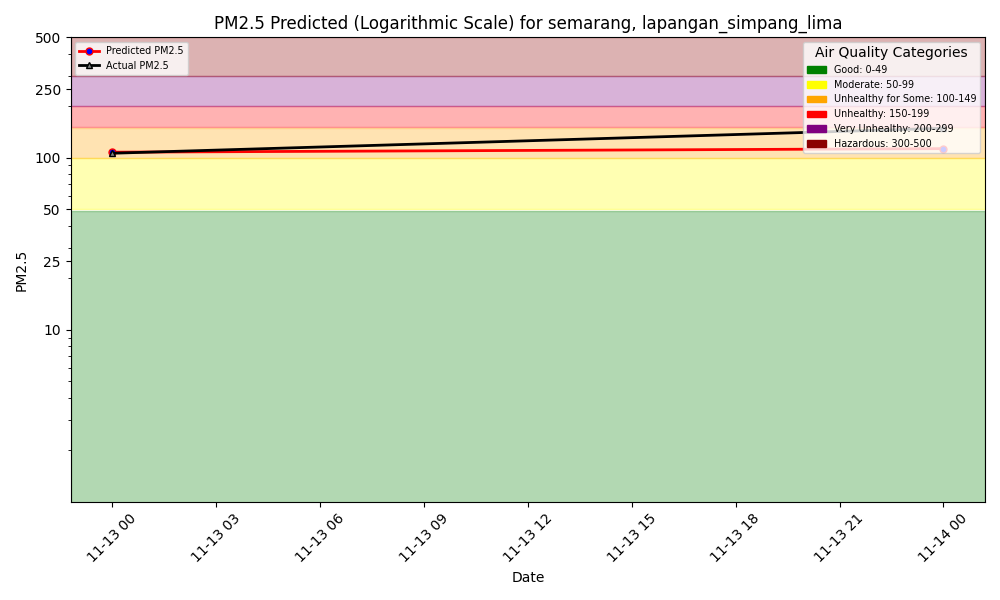 PM2.5 Predicted (Logarithmic Scale) for semarang, lapangan_simpang_lima
500
250
100
50
25
10
PM2.5
Predicted PM2.5
Actual PM2.5
Air Quality Categories
Good: 0-49
Moderate: 50-99
Unhealthy for Some: 100-149
Unhealthy: 150-199
Very Unhealthy: 200-299
Hazardous: 300-500
11-13 00
11-13 03
11-13 06
11-13 09
11-13 12
11-13 15
11-13 18
11-13 21
11-14 00
Date